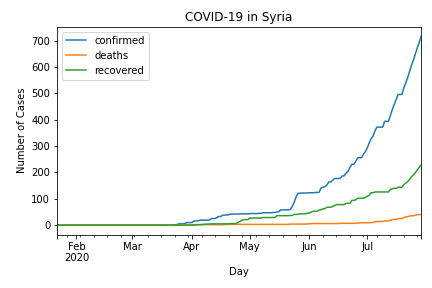 COVID-19 in Syria
confirmed
deaths
recovered
Number of Cases
700
600
500
400
300
200
100
0
Feb Mar Apr May Jun Jul
2020
Day